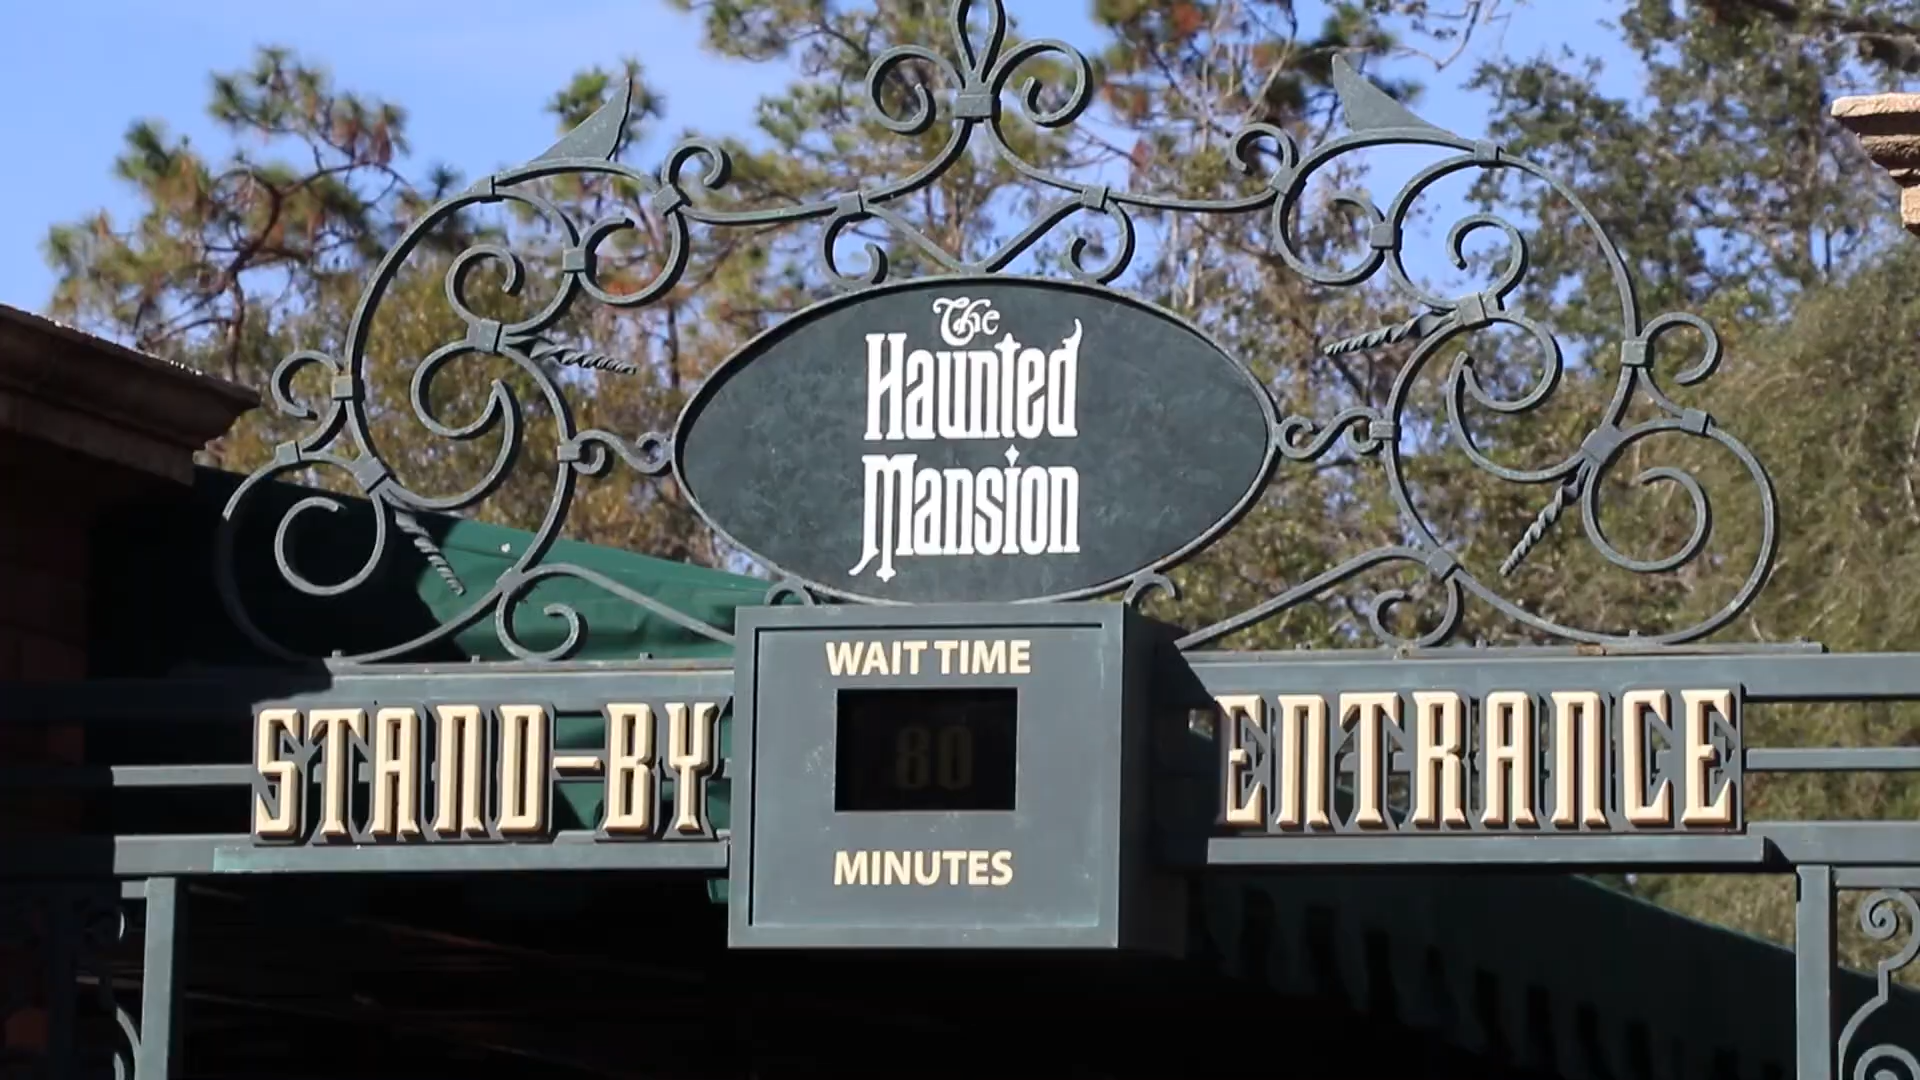 The
Haunted
Mansion
WAIT TIME
STAND-BY
80
ENTRANCE
MINUTES